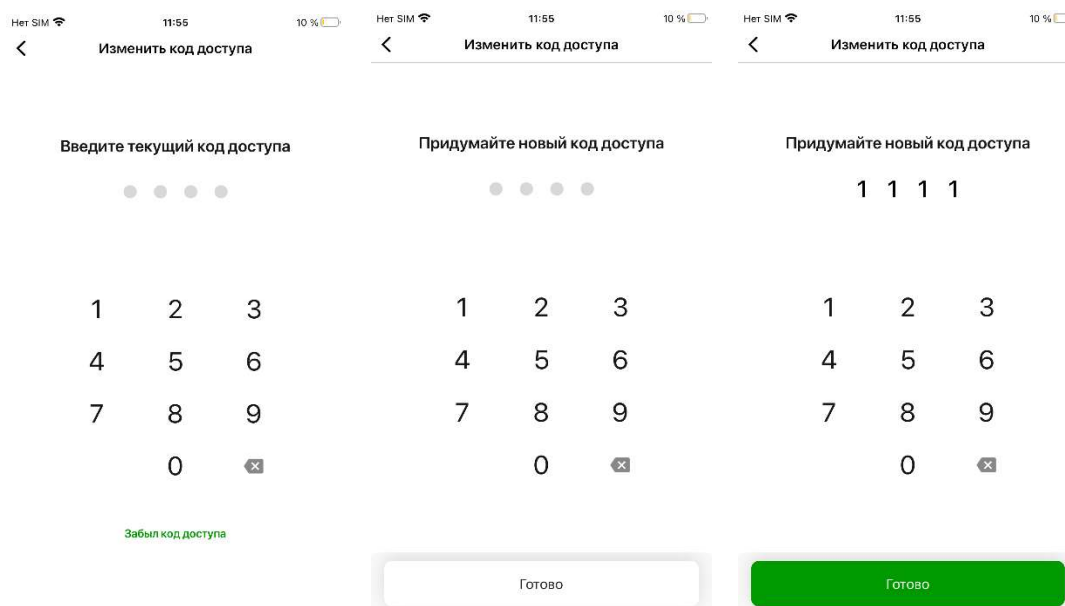 Нет SIM 11:55 10 %
Изменить код доступа
Введите текущий код доступа
1 2 3
4 5 6
7 8 9
0
Забыл код доступа
Нет SIM 11:55 10 %
Изменить код доступа
Придумайте новый код доступа
1 2 3
4 5 6
7 8 9
0
Готово
Нет SIM 11:55 10 %
Изменить код доступа
Придумайте новый код доступа
1 1 1 1
1 2 3
4 5 6
7 8 9
0
Готово